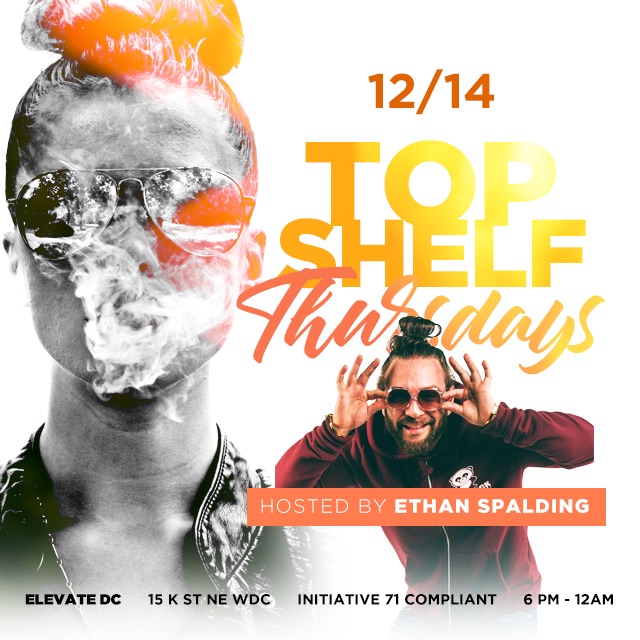 12/14
TOP
SHELF
Thursdays
HOSTED BY ETHAN SPALDING
ELEVATE DC 15 K ST NE WDC INITIATIVE 71 COMPLIANT 6 PM - 12AM